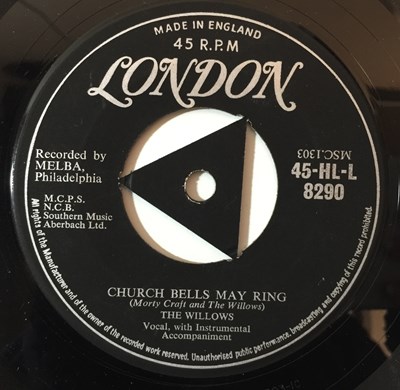 MADE IN ENGLAND
45 R.P.M
LONDON
Recorded by
MELBA,
Philadelphia
M.C.P.S.
N.C.B.
Southern Music
Aberbach Ltd.
MSC.1303
45-HL-L
8290
CHURCH BELLS MAY RING
(Morty Craft and The Willows)
THE WILLOWS
Vocal, with Instrumental
Accompaniment
All rights of the Manufacturer and of the owner of the recorded work reserved. Unauthorised public performance, broadcasting and copying of this record prohibited.